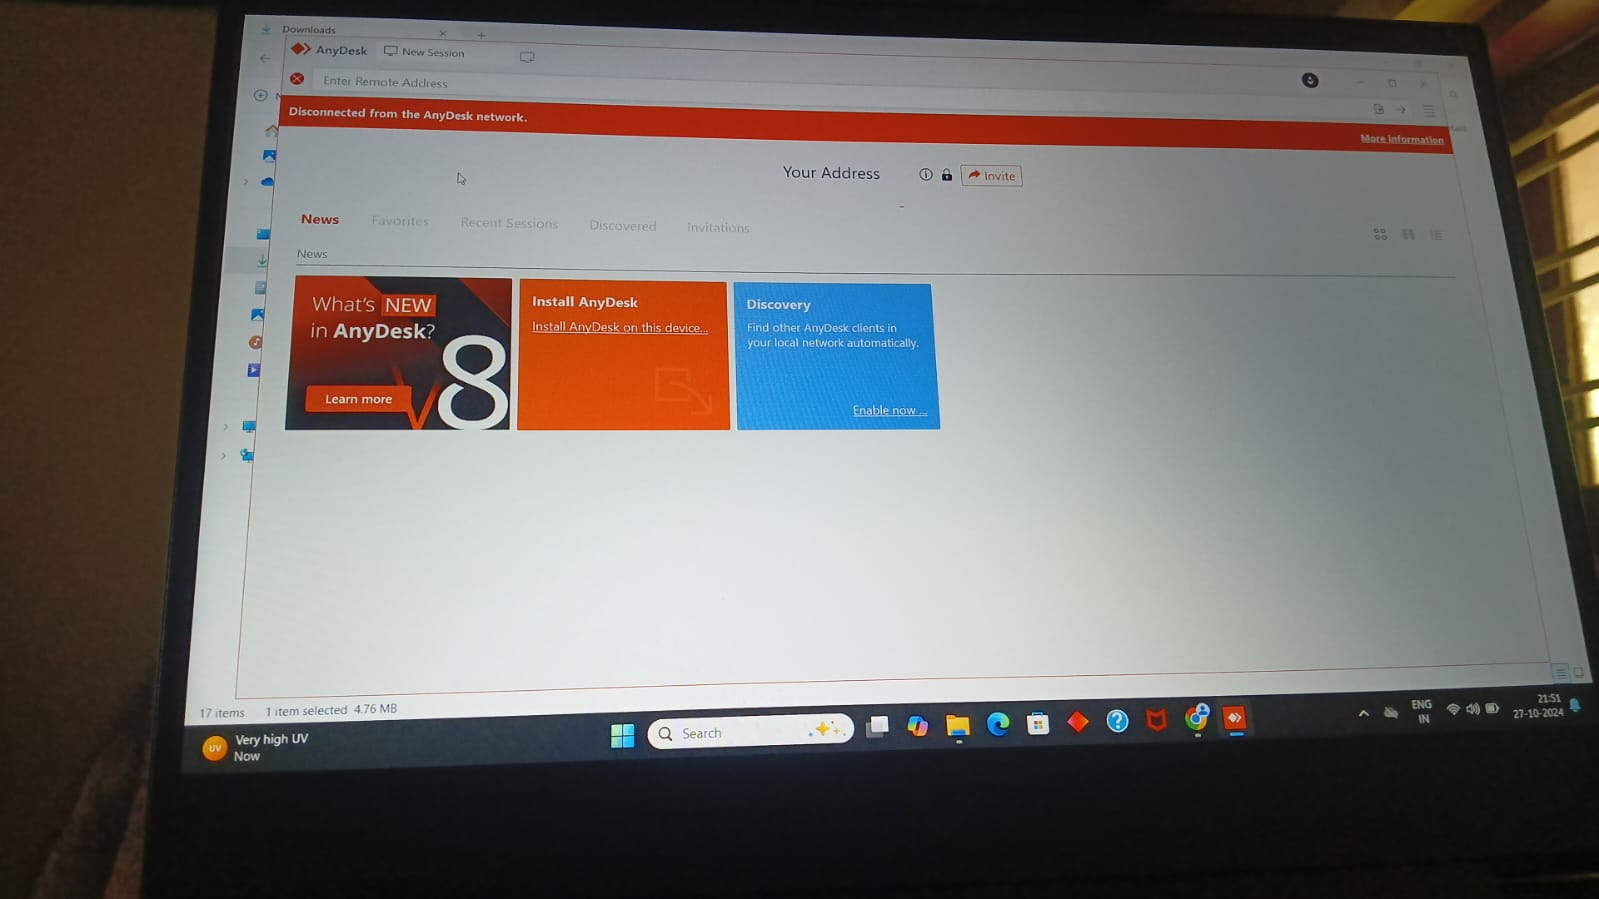 Downloads
AnyDesk New Session
Enter Remote Address
Disconnected from the AnyDesk network.
More Information
Your Address
Invite
News Favorites Recent Sessions Discovered Invitations
News
What's NEW
in AnyDesk?
v8
Learn more
Install AnyDesk
Install AnyDesk on this device...
Discovery
Find other AnyDesk clients in
your local network automatically.
Enable now ...
17 items 1 item selected 4.76 MB
UV
Very high UV
Now
Search
ENG
IN
21:51
27-10-2024